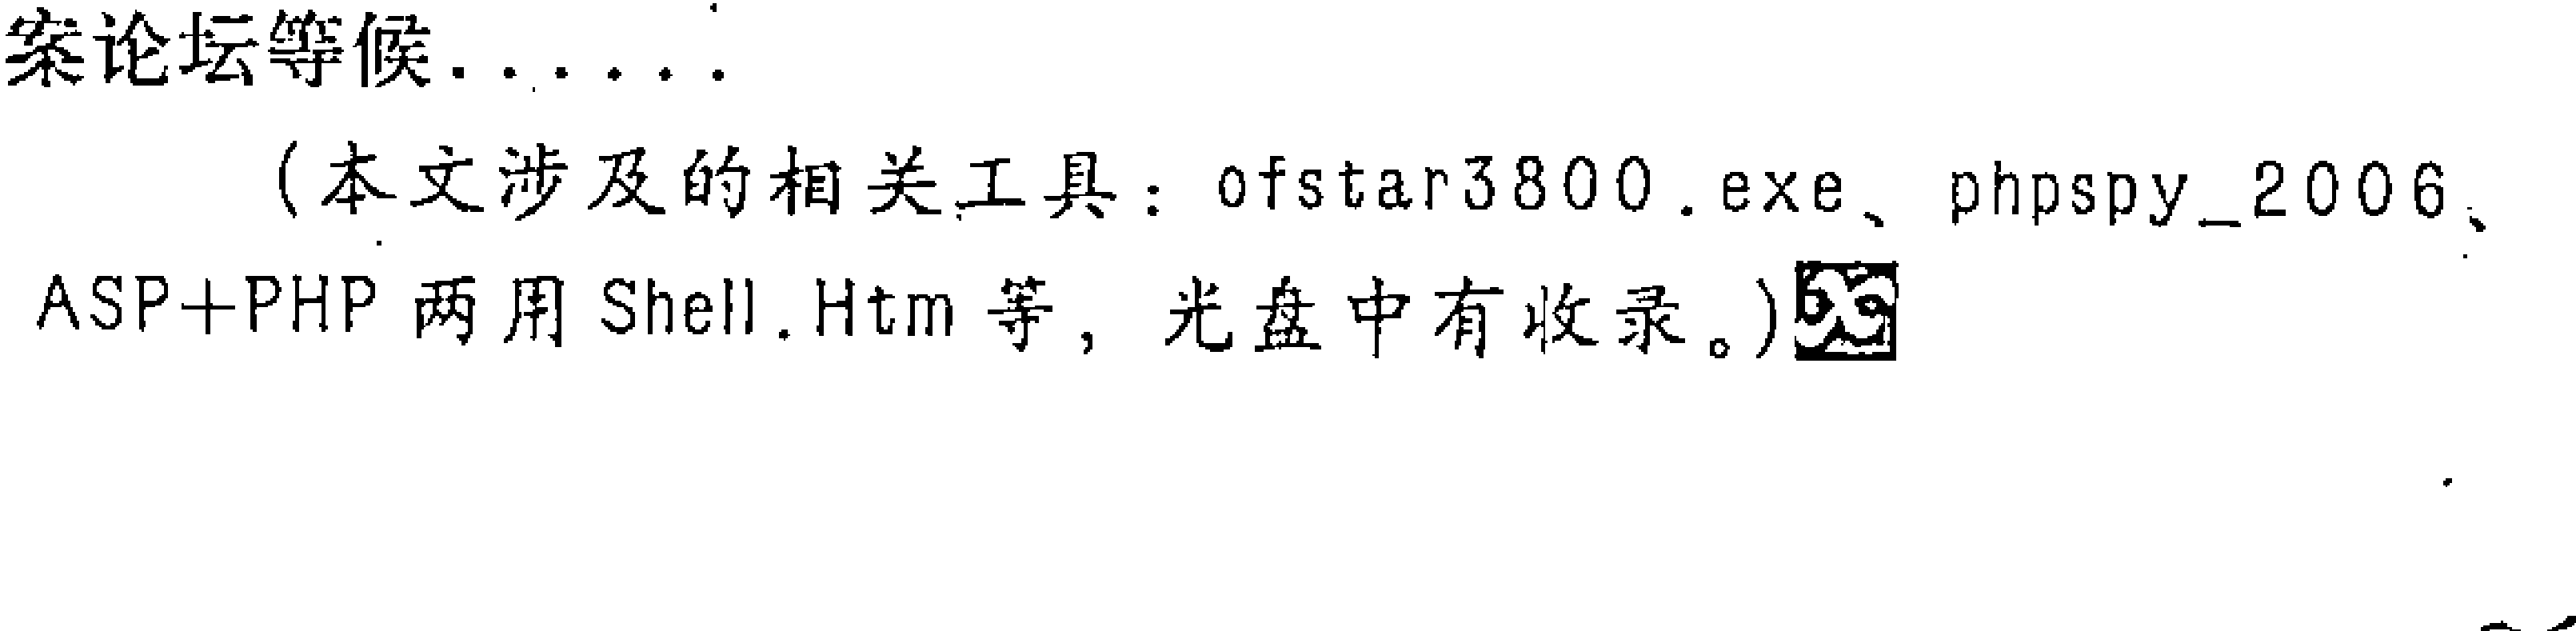 案论坛等候......
(本文涉及的相关工具：ofstar3800.exe、phpspy_2006、
ASP+PHP 两用 Shell.Htm 等，光盘中有收录。)